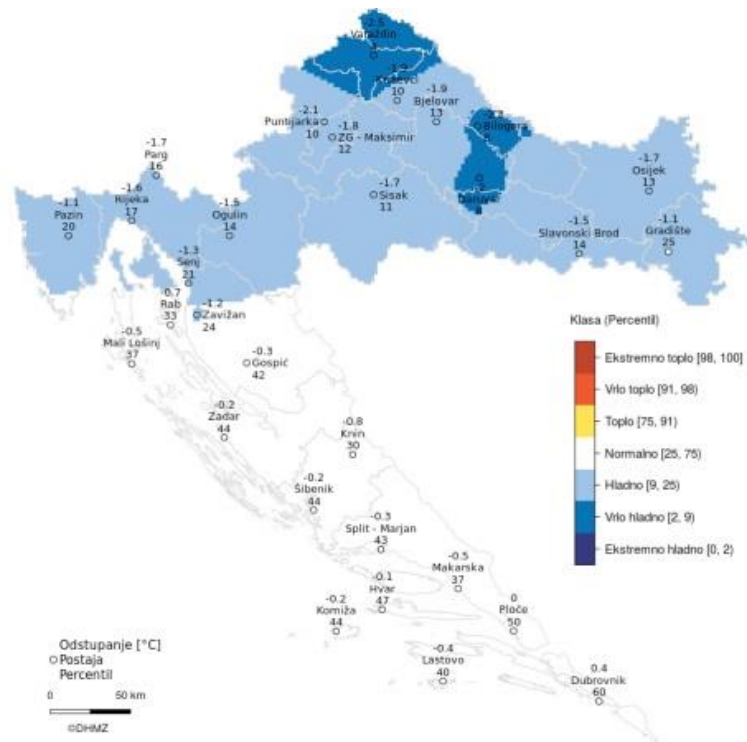 -2.5
Varaždin
-1.9
Križevci
10
-1.9
Bjelovar
13
-2.1
Puntijarka
10
-1.8
ZG - Maksimir
12
Bilogora
-1.7
Parg
16
-1.7
Osijek
13
-1.6
Rijeka
17
-1.1
Pazin
20
-1.5
Ogulin
14
-1.7
Sisak
11
Daruvar
-1.5
Slavonski Brod
14
-1.1
Gradište
25
-1.3
Senj
21
-0.7
Rab
33
-1.2
Zavižan
24
-0.5
Mali Lošinj
37
-0.3
Gospić
42
-0.2
Zadar
44
-0.8
Knin
30
-0.2
Šibenik
44
-0.3
Split - Marjan
43
-0.5
Makarska
37
-0.1
Hvar
47
-0.2
Komiža
44
0
Ploče
50
-0.4
Lastovo
40
0.4
Dubrovnik
60
Klasa (Percentil)
Ekstremno toplo [98, 100]
Vrlo toplo [91, 98)
Toplo [75, 91)
Normalno [25, 75)
Hladno [9, 25)
Vrlo hladno [2, 9)
Ekstremno hladno [0, 2)
Odstupanje [°C]
Postaja
Percentil
0 50 km
©DHMZ